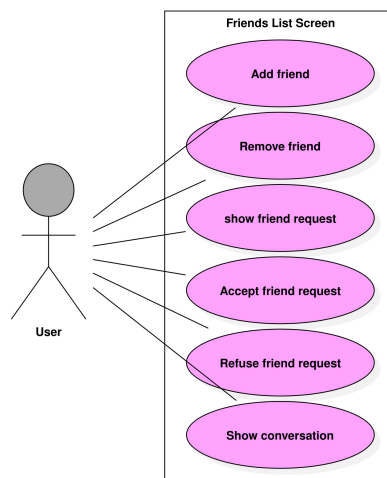 Friends List Screen
Add friend
Remove friend
show friend request
Accept friend request
User
Refuse friend request
Show conversation